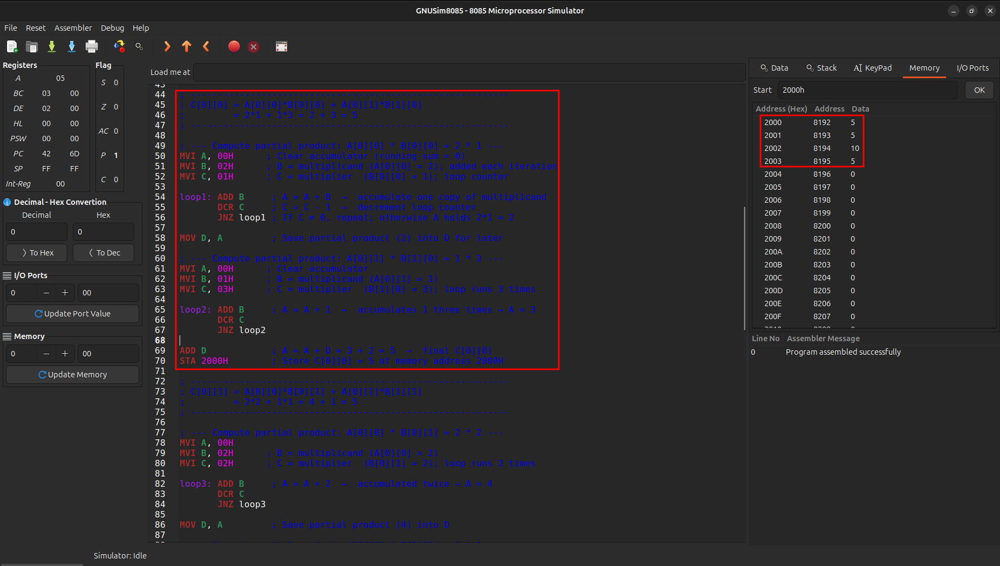 GNUSim8085 - 8085 Microprocessor Simulator
File Reset Assembler Debug Help
Registers
A 05
BC 03 00
DE 02 00
HL 00 00
PSW 00 00
PC 42 6D
SP FF FF
Int-Reg 00
Flag
S 0
Z 0
AC 0
P 1
C 0
Decimal - Hex Convertion
Decimal Hex
0 0
To Hex To Dec
I/O Ports
0 − + 00
Update Port Value
Memory
0 − + 00
Update Memory
Load me at
43
44 ; -----------------------------------------------------------
45 ; C[0][0] = A[0][0]*B[0][0] + A[0][1]*B[1][0]
46 ;         = 2*1 + 1*3 = 2 + 3 = 5
47 ; -----------------------------------------------------------
48
49 ; --- Compute partial product: A[0][0] * B[0][0] = 2 * 1 ---
50 MVI A, 00H      ; Clear accumulator (running sum = 0)
51 MVI B, 02H      ; B = multiplicand (A[0][0] = 2); added each iteration
52 MVI C, 01H      ; C = multiplier  (B[0][0] = 1); loop counter
53
54 loop1: ADD B     ; A = A + B  →  accumulate one copy of multiplicand
55        DCR C     ; C = C - 1  →  decrement loop counter
56        JNZ loop1 ; If C ≠ 0, repeat; otherwise A holds 2*1 = 2
57
58 MOV D, A         ; Save partial product (2) into D for later
59
60 ; --- Compute partial product: A[0][1] * B[1][0] = 1 * 3 ---
61 MVI A, 00H      ; Clear accumulator
62 MVI B, 01H      ; B = multiplicand (A[0][1] = 1)
63 MVI C, 03H      ; C = multiplier  (B[1][0] = 3); loop runs 3 times
64
65 loop2: ADD B     ; A = A + 1  →  accumulates 1 three times → A = 3
66        DCR C
67        JNZ loop2
68
69 ADD D            ; A = A + D = 3 + 2 = 5  →  final C[0][0]
70 STA 2000H        ; Store C[0][0] = 5 at memory address 2000H
71
72 ; -----------------------------------------------------------
73 ; C[0][1] = A[0][0]*B[0][1] + A[0][1]*B[1][1]
74 ;         = 2*2 + 1*1 = 4 + 1 = 5
75 ; -----------------------------------------------------------
76
77 ; --- Compute partial product: A[0][0] * B[0][1] = 2 * 2 ---
78 MVI A, 00H
79 MVI B, 02H      ; B = multiplicand (A[0][0] = 2)
80 MVI C, 02H      ; C = multiplier  (B[0][1] = 2); loop runs 2 times
81
82 loop3: ADD B     ; A = A + 2  →  accumulated twice → A = 4
83        DCR C
84        JNZ loop3
85
86 MOV D, A         ; Save partial product (4) into D
87
Data Stack KeyPad Memory I/O Ports
Start 2000h OK
Address (Hex) Address Data
2000 8192 5
2001 8193 5
2002 8194 10
2003 8195 5
2004 8196 0
2005 8197 0
2006 8198 0
2007 8199 0
2008 8200 0
2009 8201 0
200A 8202 0
200B 8203 0
200C 8204 0
200D 8205 0
200E 8206 0
200F 8207 0
Line No Assembler Message
0 Program assembled successfully
Simulator: Idle